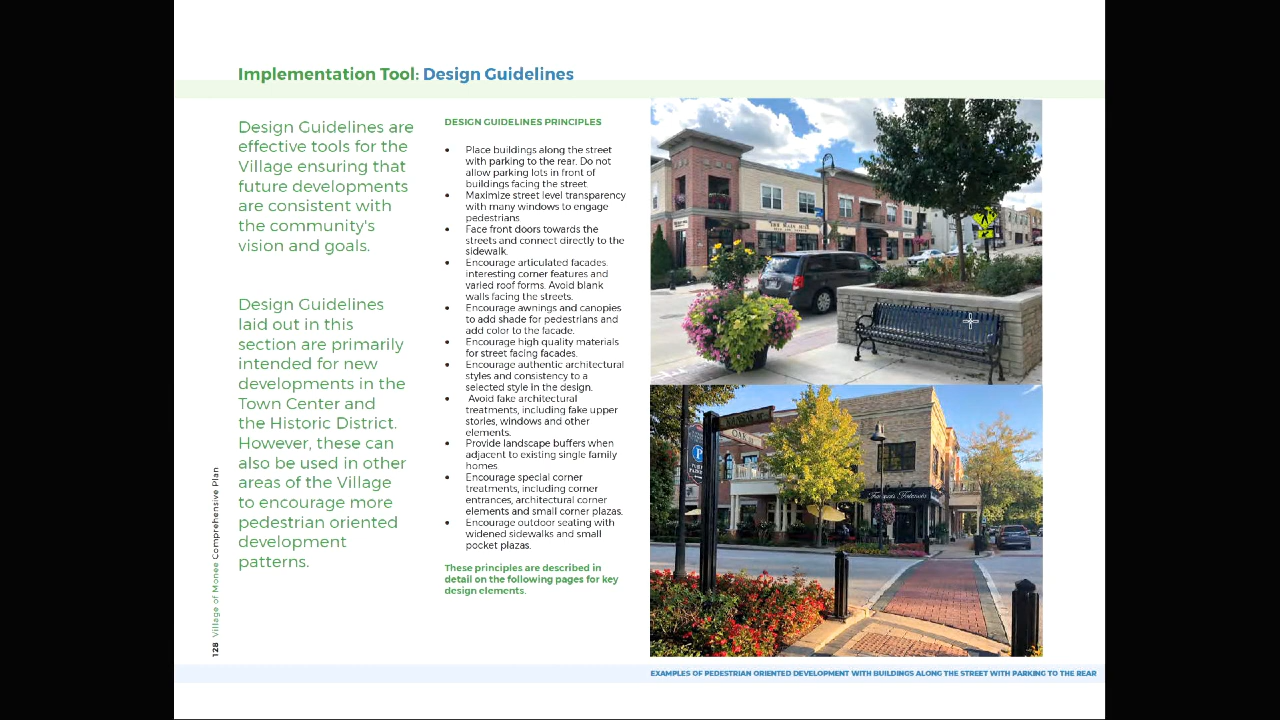 Implementation Tool: Design Guidelines
Design Guidelines are
effective tools for the
Village ensuring that
future developments
are consistent with
the community's
vision and goals.
Design Guidelines
laid out in this
section are primarily
intended for new
developments in the
Town Center and
the Historic District.
However, these can
also be used in other
areas of the Village
to encourage more
pedestrian oriented
development
patterns.
DESIGN GUIDELINES PRINCIPLES
• Place buildings along the street
with parking to the rear. Do not
allow parking lots in front of
buildings facing the street.
• Maximize street level transparency
with many windows to engage
pedestrians
• Face front doors towards the
streets and connect directly to the
sidewalk.
• Encourage articulated facades,
interesting corner features and
varied roof forms. Avoid blank
walls facing the streets.
• Encourage awnings and canopies
to add shade for pedestrians and
add color to the facade.
• Encourage high quality materials
for street facing facades.
• Encourage authentic architectural
styles and consistency to a
selected style in the design.
• Avoid fake architectural
treatments, including fake upper
stories, windows and other
elements.
• Provide landscape buffers when
adjacent to existing single family
homes.
• Encourage special corner
treatments, including corner
entrances, architectural corner
elements and small corner plazas.
• Encourage outdoor seating with
widened sidewalks and small
pocket plazas.
These principles are described in
detail on the following pages for key
design elements.
128 Village of Monee Comprehensive Plan
OAK
P
EXAMPLES OF PEDESTRIAN ORIENTED DEVELOPMENT WITH BUILDINGS ALONG THE STREET WITH PARKING TO THE REAR